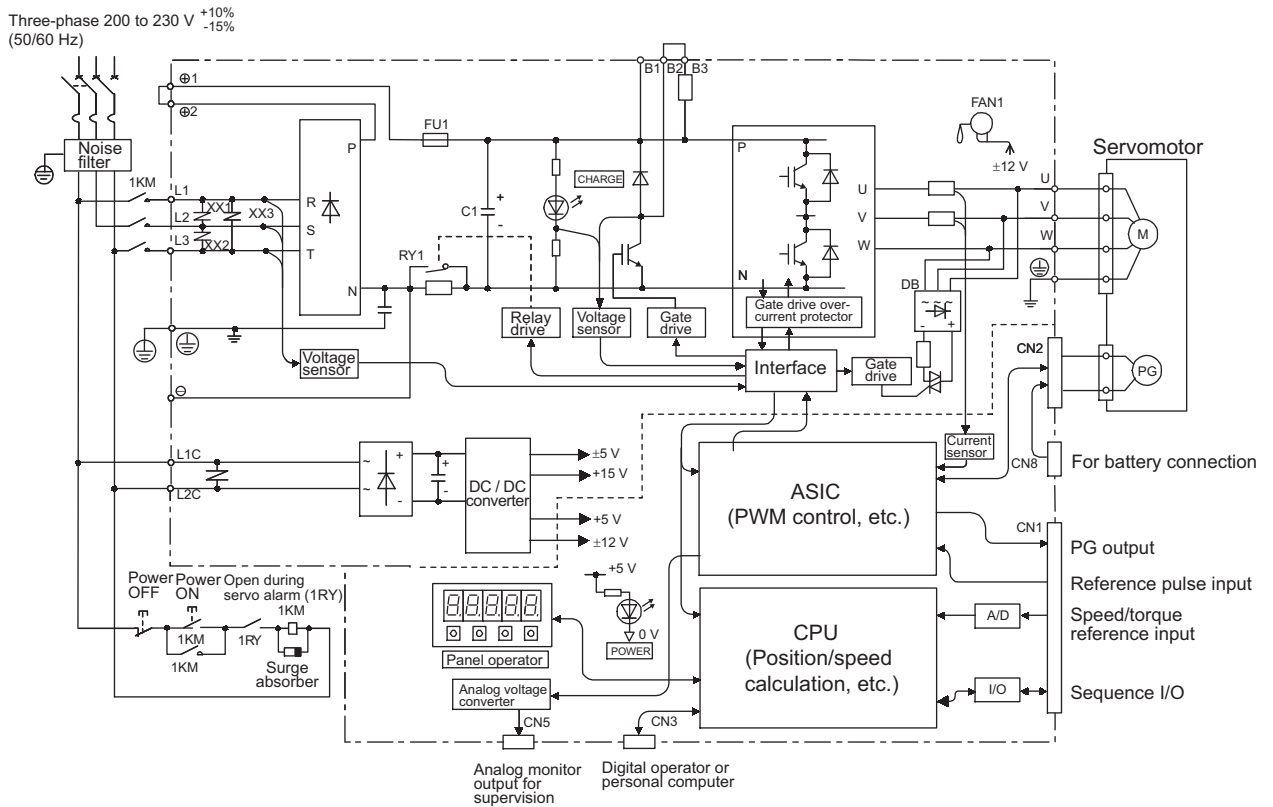 Three-phase 200 to 230 V +10% -15%
(50/60 Hz)
⊕1
⊕2
B1 B2 B3
FAN1
±12 V
Servomotor
Noise
filter
FU1
P
P
CHARGE
1KM
L1
L2
L3
XX1
XX3
XX2
R
S
T
N
C1
+
-
RY1
N
U
V
W
U
V
W
M
DB
~ ~ ~
- +
Relay
drive
Voltage
sensor
Gate
drive
Gate drive over-
current protector
Voltage
sensor
Interface
Gate
drive
CN2
PG
⊖
L1C
L2C
~
~
+
-
+
-
DC / DC
converter
±5 V
+15 V
+5 V
±12 V
Current
sensor
CN8
For battery connection
ASIC
(PWM control, etc.)
CN1
PG output
Reference pulse input
Speed/torque
reference input
A/D
Sequence I/O
I/O
CPU
(Position/speed
calculation, etc.)
Power
OFF
Power
ON
Open during
servo alarm (1RY)
1KM
1KM
1RY
1KM
Surge
absorber
+5 V
0 V
POWER
8.8.8.8.8.
Panel operator
Analog voltage
converter
CN5
CN3
Analog monitor
output for
supervision
Digital operator or
personal computer